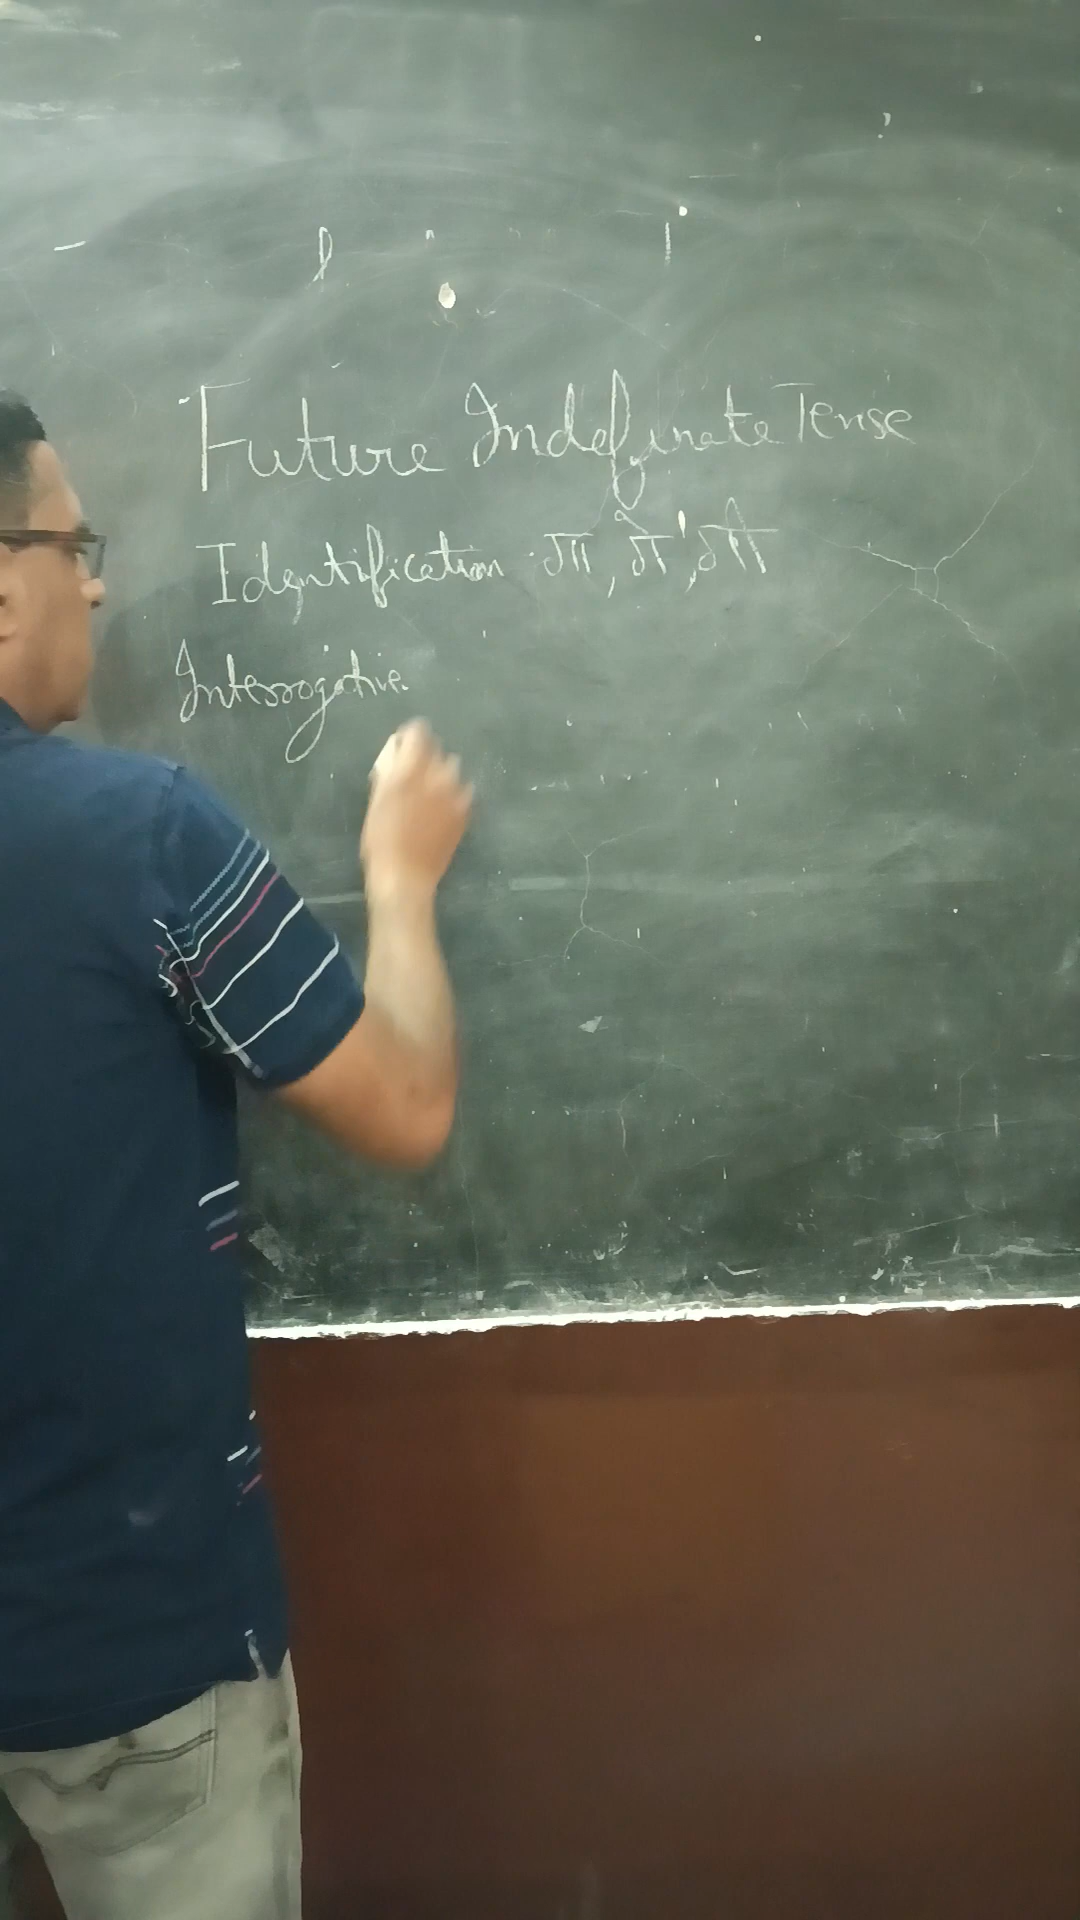 Future Indefinate Tense
Identification गा, गे, गी
Interrogative